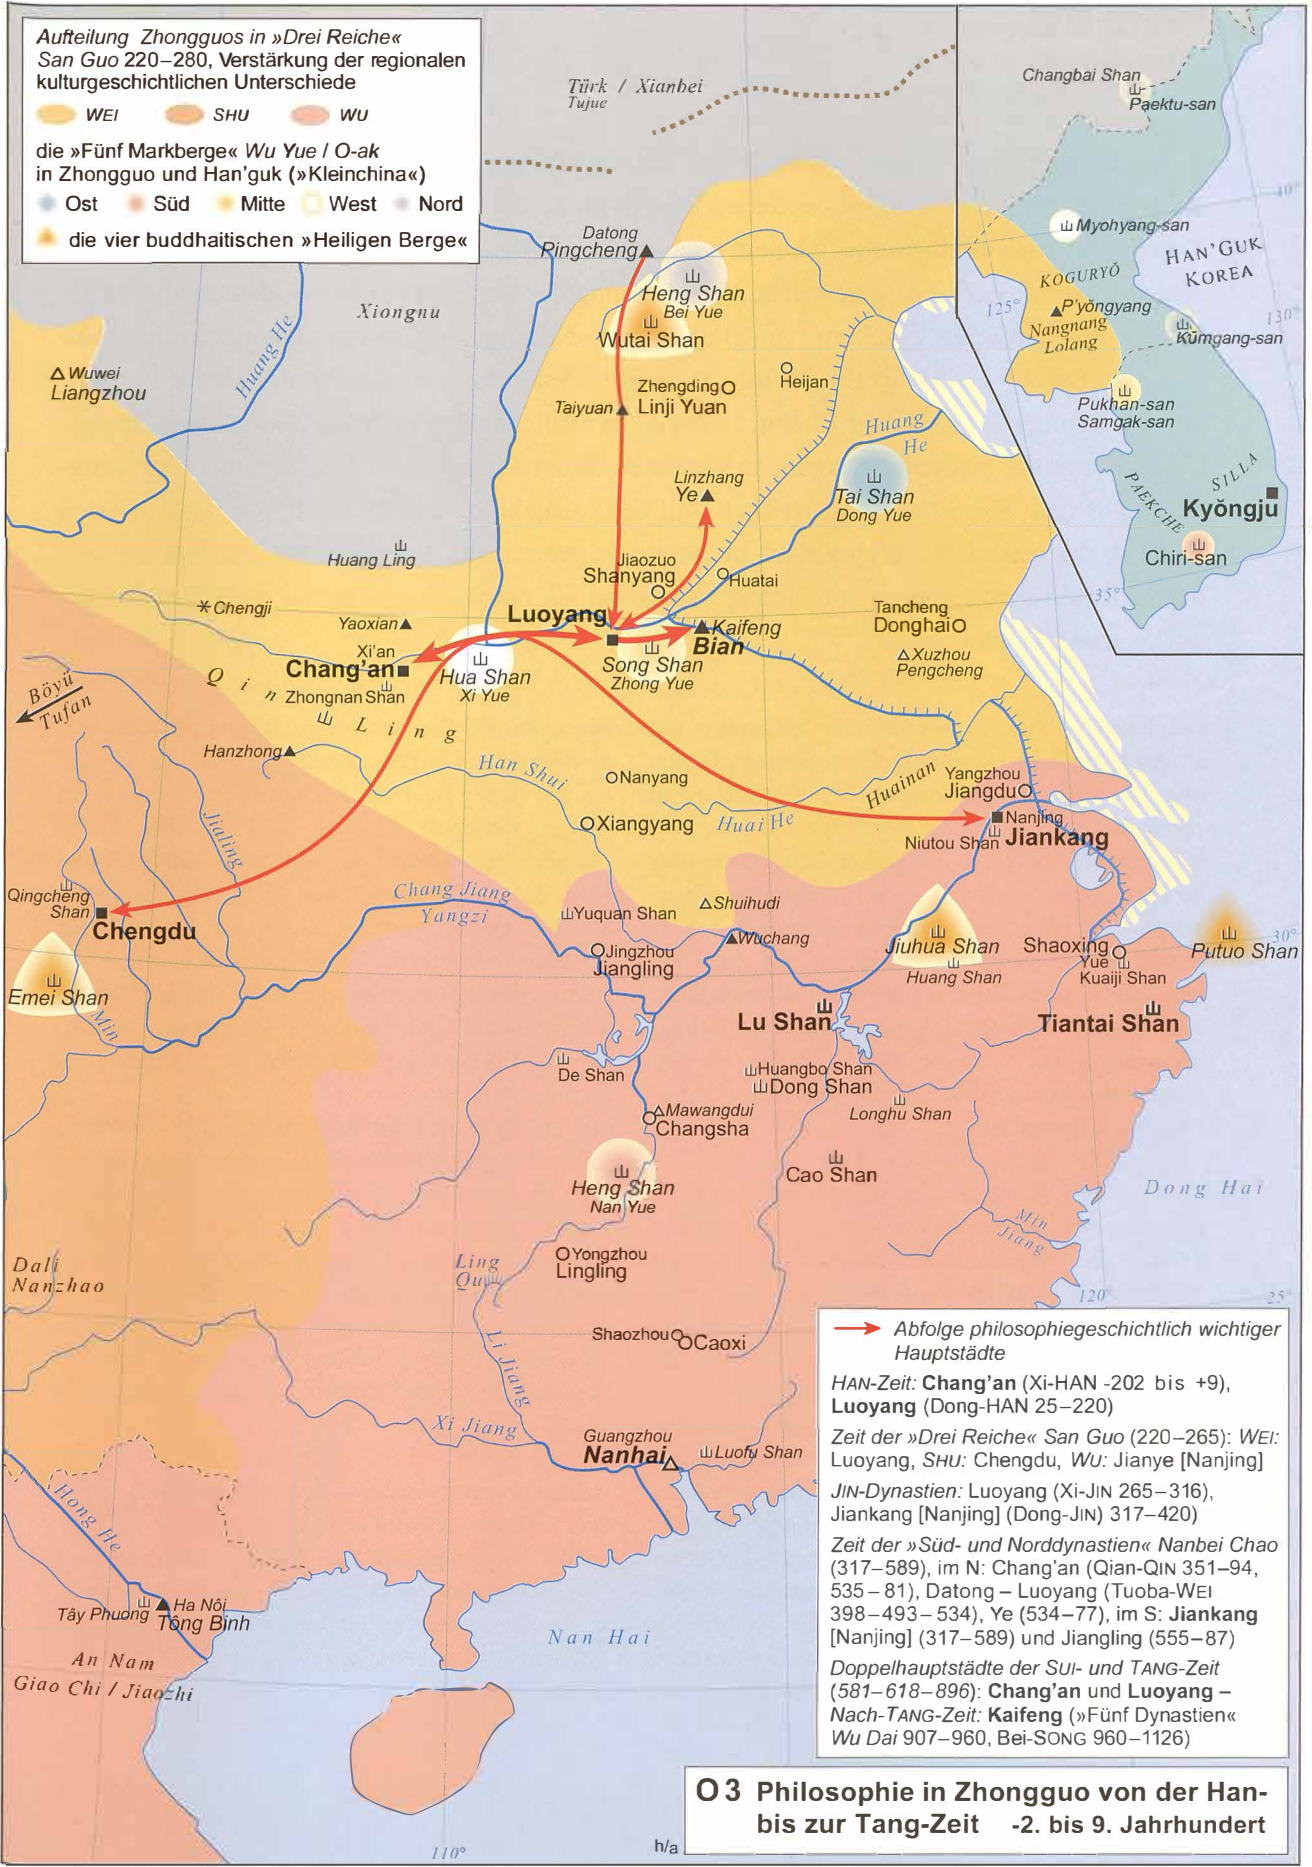 Aufteilung Zhongguos in »Drei Reiche«
San Guo 220–280, Verstärkung der regionalen
kulturgeschichtlichen Unterschiede
WEI SHU WU
die »Fünf Markberge« Wu Yue / O-ak
in Zhongguo und Han'guk (»Kleinchina«)
Ost Süd Mitte West Nord
die vier buddhaitischen »Heiligen Berge«
Türk / Xianbei
Tujue
Changbai Shan
Paektu-san
40°
Myohyang-san
HAN'GUK
KOREA
KOGURYŎ
125°
P'yŏngyang
Nangnang
Lolang
130°
Kŭmgang-san
Pukhan-san
Samgak-san
SILLA
PAEKCHE
Kyŏngju
Chiri-san
35°
Datong
Pingcheng
Heng Shan
Bei Yue
Wutai Shan
Xiongnu
Huang He
Wuwei
Liangzhou
Zhengding
Linji Yuan
Heijan
Taiyuan
Huang
He
Linzhang
Ye
Tai Shan
Dong Yue
Huang Ling
Jiaozuo
Shanyang
Huatai
Chengji
Yaoxian
Luoyang
Kaifeng
Bian
Tancheng
Donghai
Xi'an
Chang'an
Hua Shan
Xi Yue
Song Shan
Zhong Yue
Xuzhou
Pengcheng
Zhongnan Shan
Qin Ling
Böyü
Tufan
Hanzhong
Han Shui
Nanyang
Huainan
Yangzhou
Jiangdu
Xiangyang
Huai He
Nanjing
Jiankang
Niutou Shan
Jialing
Qingcheng
Shan
Chengdu
Chang Jiang
Yangzi
Yuquan Shan
Shuihudi
Wuchang
Jingzhou
Jiangling
Jiuhua Shan
Huang Shan
Shaoxing
Yue
Kuaiji Shan
30°
Putuo Shan
Emei Shan
Min
Lu Shan
Tiantai Shan
De Shan
Huangbo Shan
Dong Shan
Longhu Shan
Mawangdui
Changsha
Cao Shan
Heng Shan
Nan Yue
Dong Hai
Min
Jiang
Dali
Nanzhao
Ling
Qu
Yongzhou
Lingling
120°
25°
Shaozhou
Caoxi
Li Jiang
Xi Jiang
Guangzhou
Nanhai
Luofu Shan
Hong He
Tây Phuong
Ha Nôi
Tông Binh
An Nam
Giao Chi / Jiaozhi
Nan Hai
110°
Abfolge philosophiegeschichtlich wichtiger
Hauptstädte
HAN-Zeit: Chang'an (Xi-HAN -202 bis +9),
Luoyang (Dong-HAN 25–220)
Zeit der »Drei Reiche« San Guo (220–265): WEI:
Luoyang, SHU: Chengdu, WU: Jianye [Nanjing]
JIN-Dynastien: Luoyang (Xi-JIN 265–316),
Jiankang [Nanjing] (Dong-JIN) 317–420)
Zeit der »Süd- und Norddynastien« Nanbei Chao
(317–589), im N: Chang'an (Qian-QIN 351–94,
535–81), Datong – Luoyang (Tuoba-WEI
398–493–534), Ye (534–77), im S: Jiankang
[Nanjing] (317–589) und Jiangling (555–87)
Doppelhauptstädte der SUI- und TANG-Zeit
(581–618–896): Chang'an und Luoyang –
Nach-TANG-Zeit: Kaifeng (»Fünf Dynastien«
Wu Dai 907–960, Bei-SONG 960–1126)
O 3 Philosophie in Zhongguo von der Han-
bis zur Tang-Zeit -2. bis 9. Jahrhundert
h/a